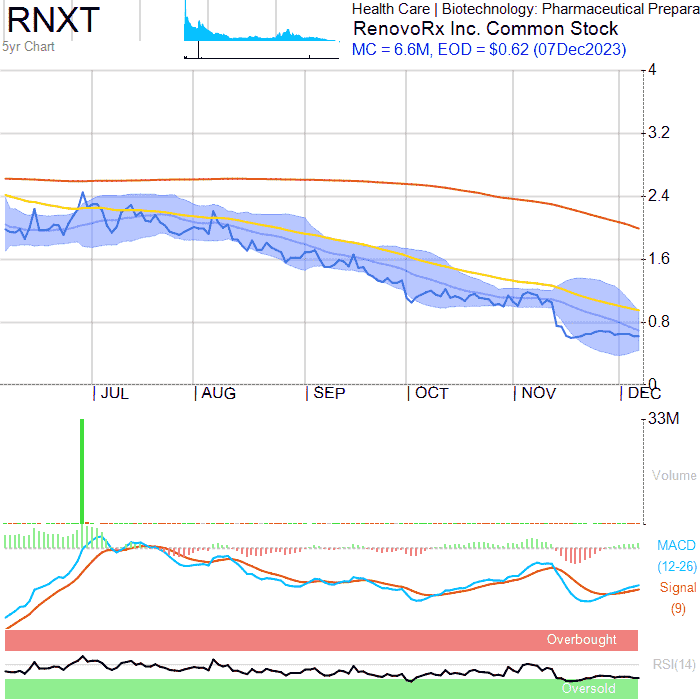 RNXT
5yr Chart
Health Care | Biotechnology: Pharmaceutical Prepara
RenovoRx Inc. Common Stock
MC = 6.6M, EOD = $0.62 (07Dec2023)
4
3.2
2.4
1.6
0.8
0
JUL AUG SEP OCT NOV DEC
33M
Volume
MACD
(12-26)
Signal
(9)
Overbought
RSI(14)
Oversold